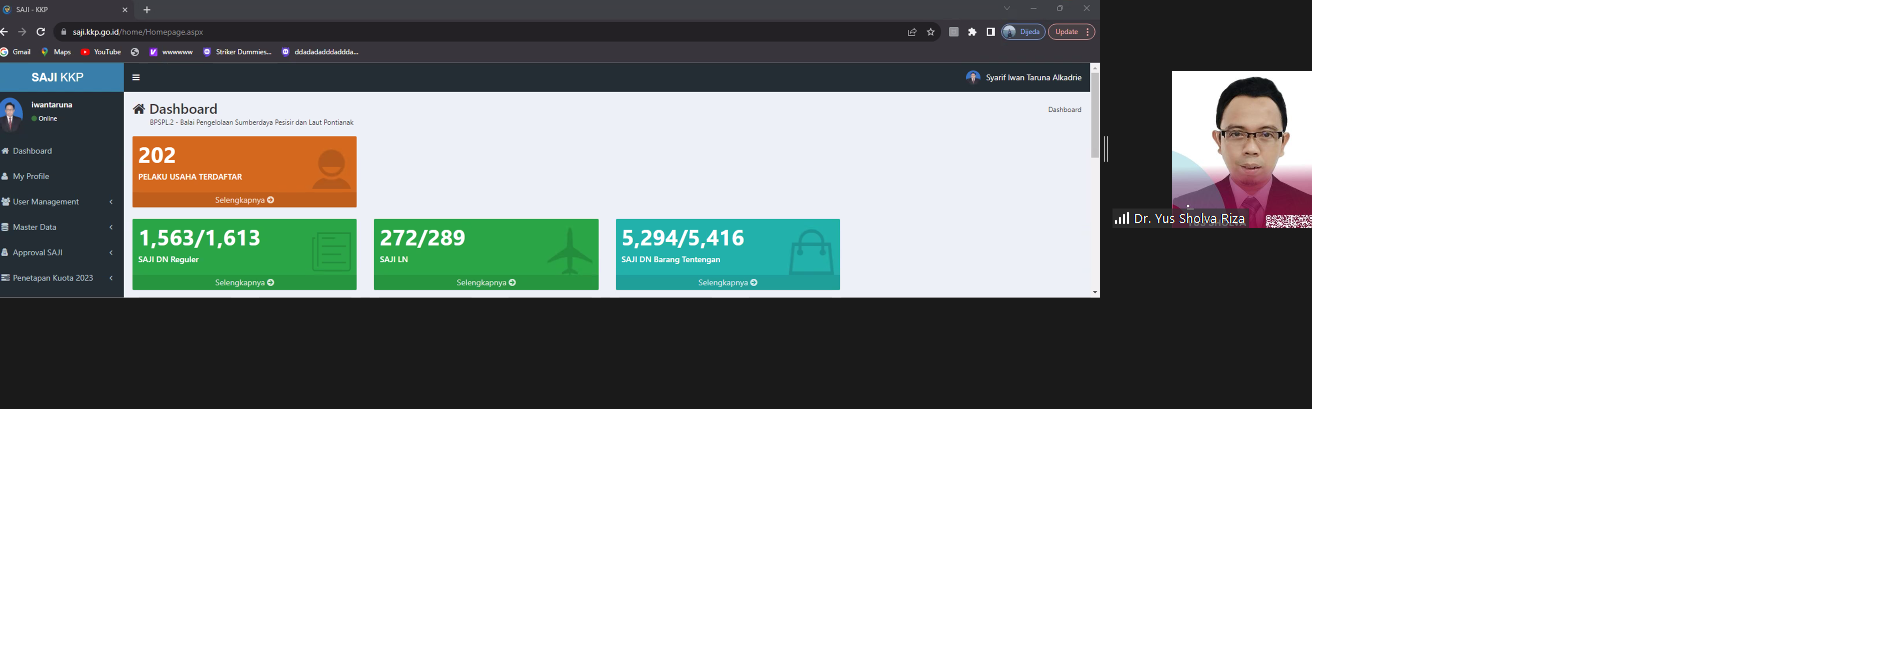 SAJI - KKP
saji.kkp.go.id/home/Homepage.aspx
Dijeda
Update
Gmail
Maps
YouTube
wwwwww
Striker Dummies...
ddadadadddaddda...
SAJI KKP
Syarif Iwan Taruna Alkadrie
iwantaruna
Online
Dashboard
My Profile
User Management
Master Data
Approval SAJI
Penetapan Kuota 2023
Dashboard
Dashboard
BPSPL.2 - Balai Pengelolaan Sumberdaya Pesisir dan Laut Pontianak
202
PELAKU USAHA TERDAFTAR
Selengkapnya
1,563/1,613
SAJI DN Reguler
Selengkapnya
272/289
SAJI LN
Selengkapnya
5,294/5,416
SAJI DN Barang Tentengan
Selengkapnya
Dr. Yus Sholva Riza